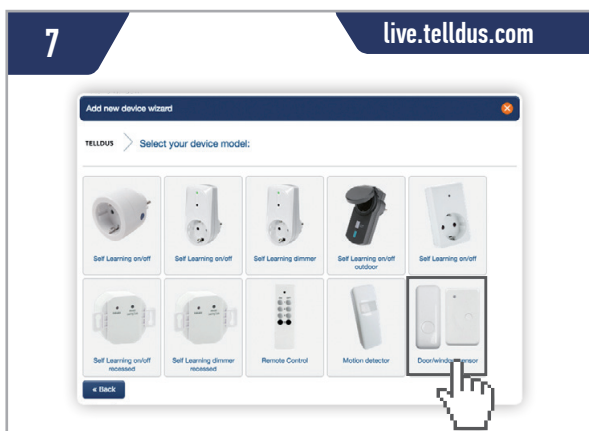 7
live.telldus.com
Add new device wizard
TELLDUS
Select your device model:
Self Learning on/off
Self Learning on/off
Self Learning dimmer
Self Learning on/off
outdoor
Self Learning on/off
Self Learning on/off
recessed
Self Learning dimmer
recessed
Remote Control
Motion detector
Door/window sensor
« Back